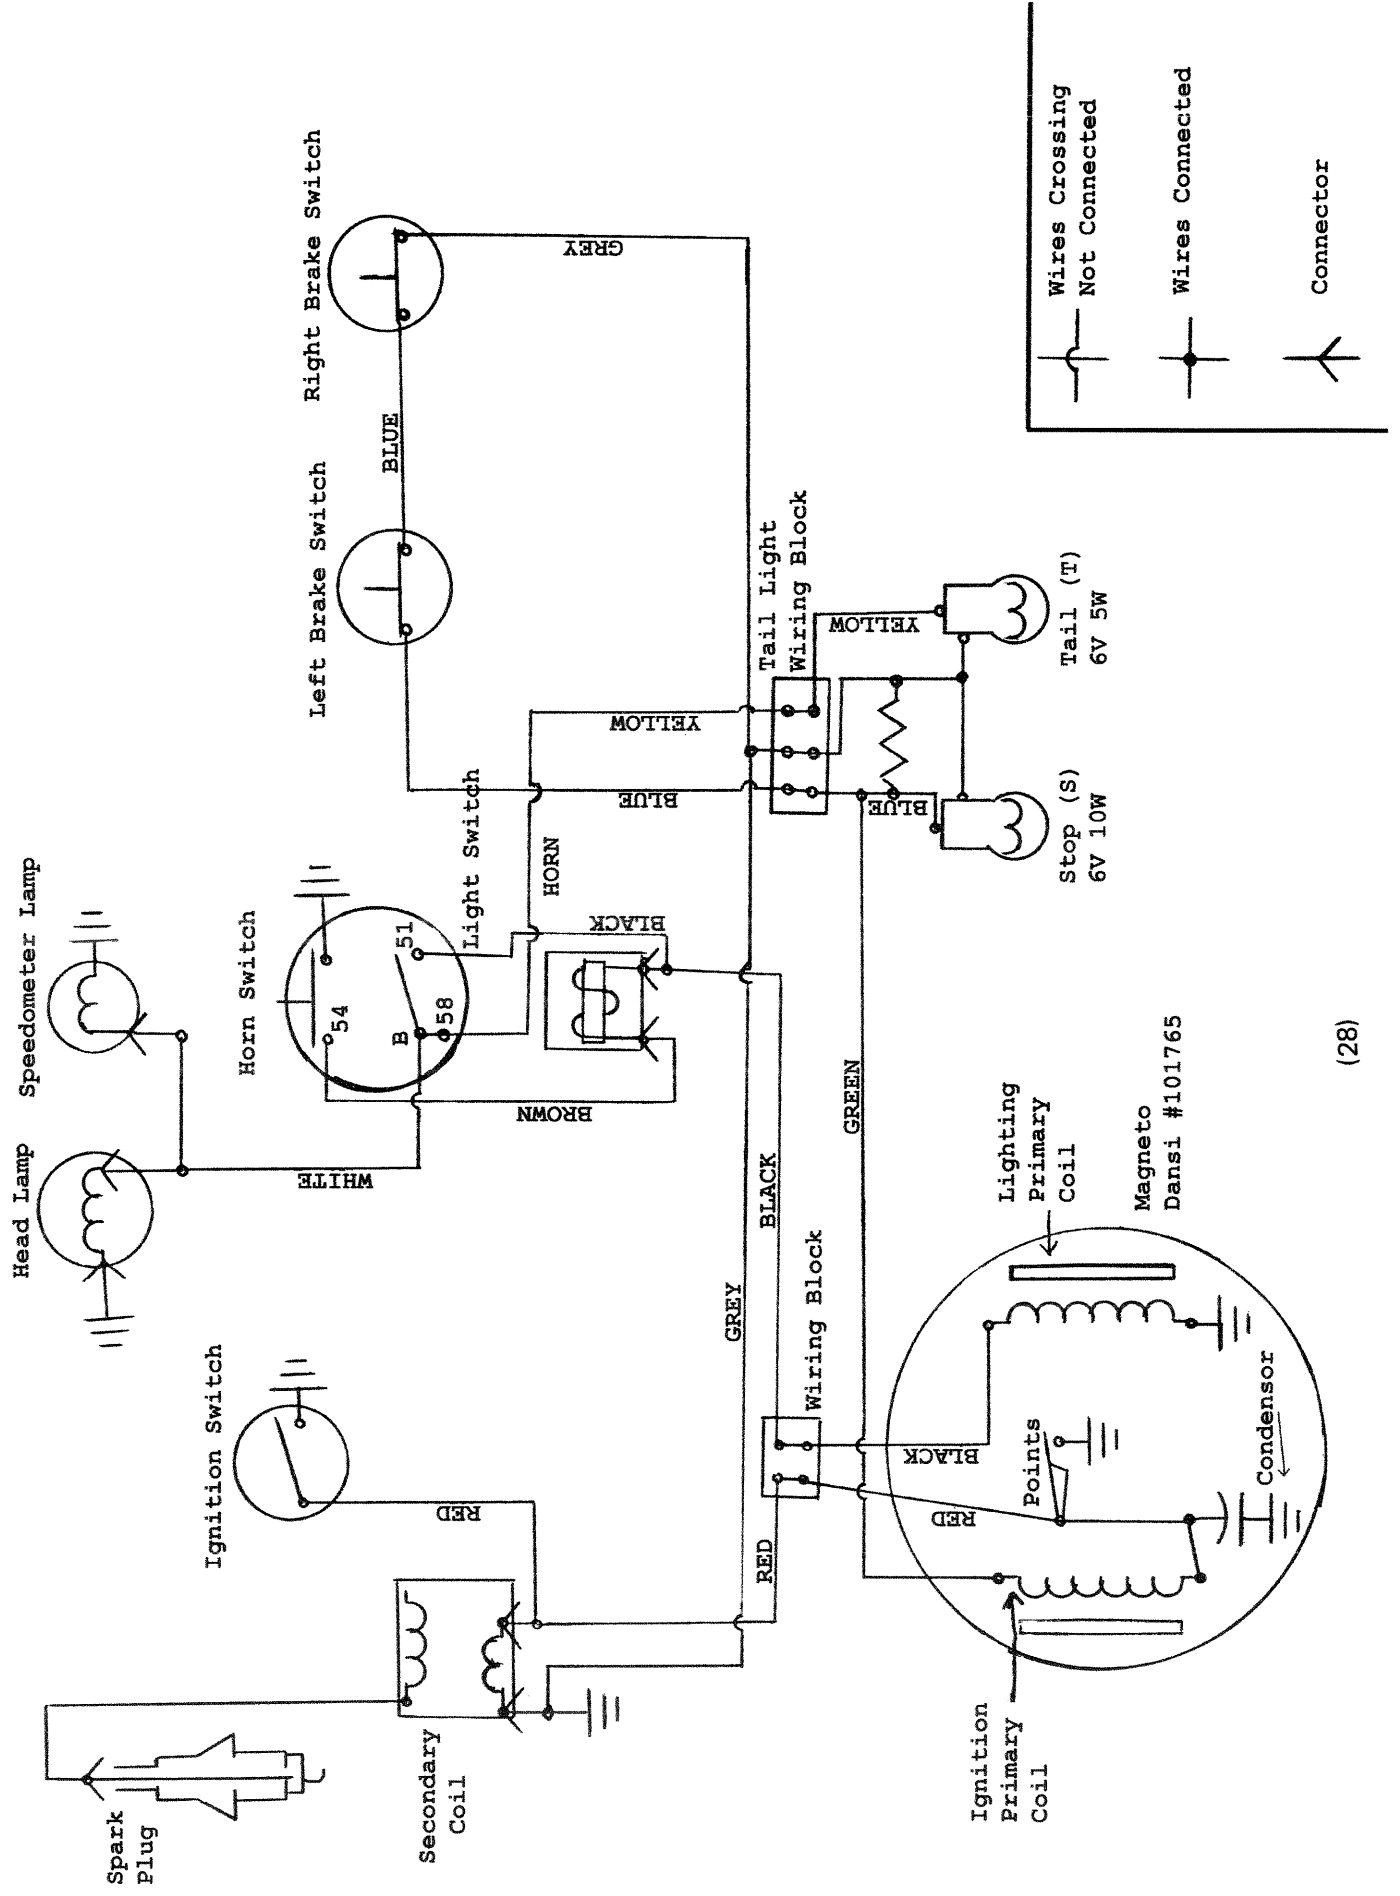 Spark
Plug
Head Lamp
Speedometer Lamp
Ignition Switch
Horn Switch
54
51
B
58
Light Switch
Left Brake Switch
Right Brake Switch
BLUE
GREY
WHITE
BROWN
HORN
BLACK
YELLOW
BLUE
Secondary
Coil
RED
RED
GREY
BLACK
Wiring Block
Tail Light
Wiring Block
YELLOW
BLUE
GREEN
Stop (S)
6V 10W
Tail (T)
6V 5W
BLACK
RED
Points
Condensor
Ignition
Primary
Coil
Lighting
Primary
Coil
Magneto
Dansi #101765
Wires Crossing
Not Connected
Wires Connected
Connector
(28)